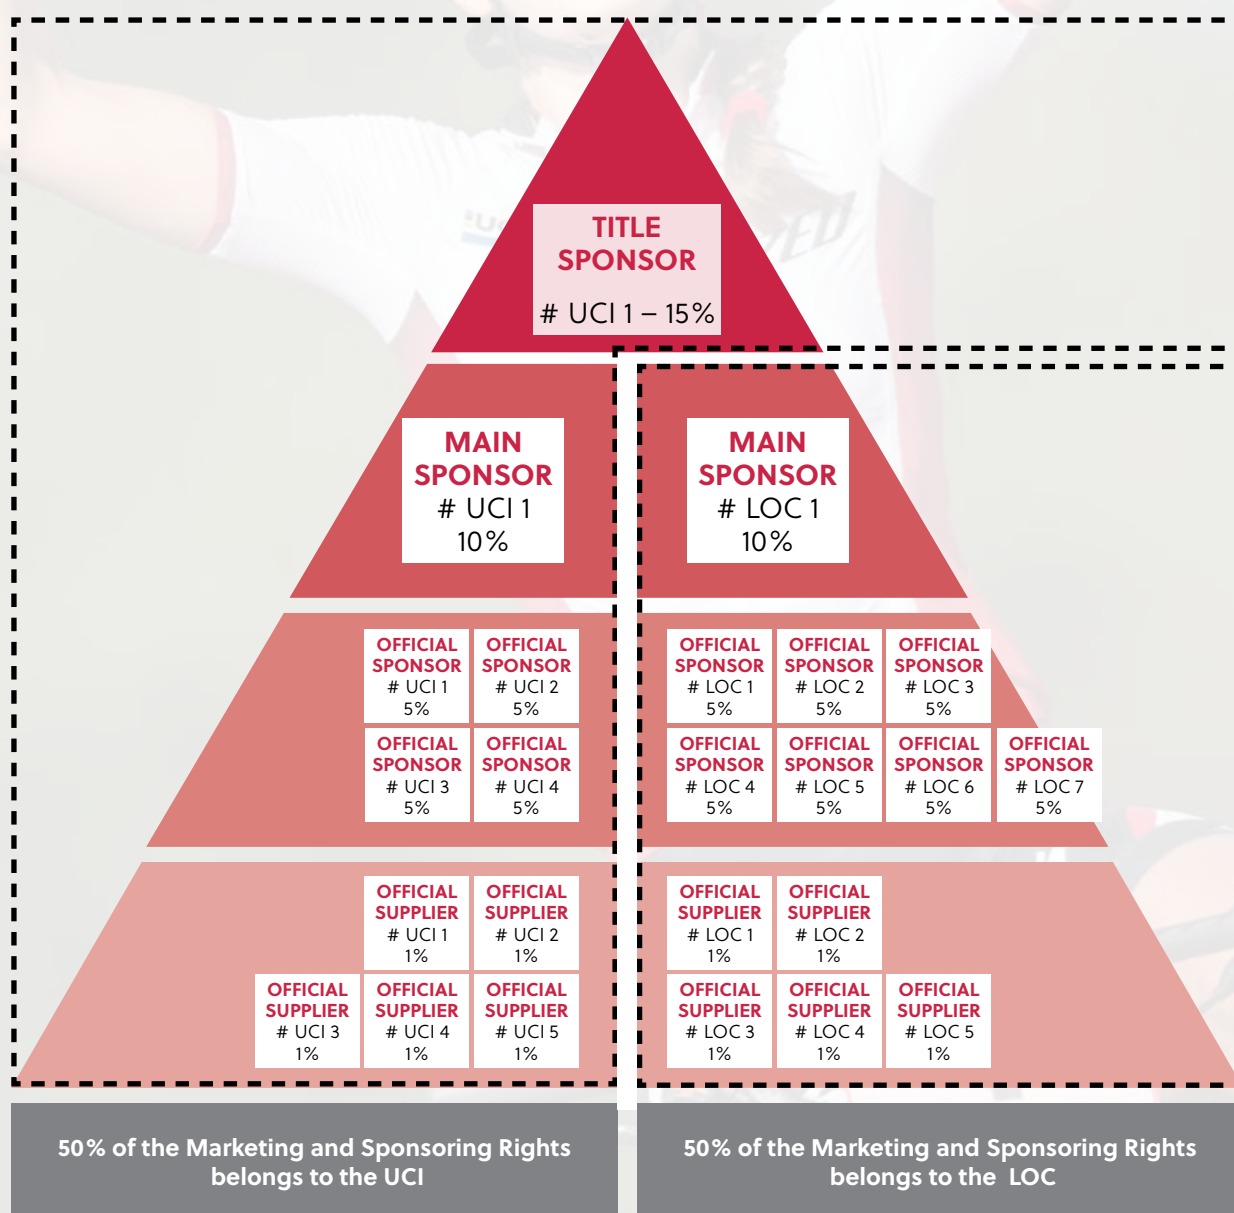 TITLE
SPONSOR
# UCI 1 – 15%
MAIN
SPONSOR
# UCI 1
10%
MAIN
SPONSOR
# LOC 1
10%
OFFICIAL
SPONSOR
# UCI 1
5%
OFFICIAL
SPONSOR
# UCI 2
5%
OFFICIAL
SPONSOR
# LOC 1
5%
OFFICIAL
SPONSOR
# LOC 2
5%
OFFICIAL
SPONSOR
# LOC 3
5%
OFFICIAL
SPONSOR
# UCI 3
5%
OFFICIAL
SPONSOR
# UCI 4
5%
OFFICIAL
SPONSOR
# LOC 4
5%
OFFICIAL
SPONSOR
# LOC 5
5%
OFFICIAL
SPONSOR
# LOC 6
5%
OFFICIAL
SPONSOR
# LOC 7
5%
OFFICIAL
SUPPLIER
# UCI 1
1%
OFFICIAL
SUPPLIER
# UCI 2
1%
OFFICIAL
SUPPLIER
# LOC 1
1%
OFFICIAL
SUPPLIER
# LOC 2
1%
OFFICIAL
SUPPLIER
# UCI 3
1%
OFFICIAL
SUPPLIER
# UCI 4
1%
OFFICIAL
SUPPLIER
# UCI 5
1%
OFFICIAL
SUPPLIER
# LOC 3
1%
OFFICIAL
SUPPLIER
# LOC 4
1%
OFFICIAL
SUPPLIER
# LOC 5
1%
50% of the Marketing and Sponsoring Rights
belongs to the UCI
50% of the Marketing and Sponsoring Rights
belongs to the LOC